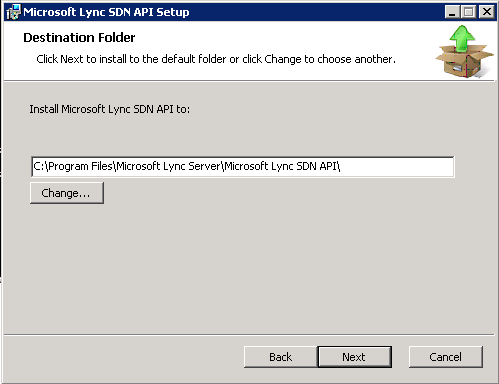 Microsoft Lync SDN API Setup
Destination Folder
Click Next to install to the default folder or click Change to choose another.
Install Microsoft Lync SDN API to:
C:\Program Files\Microsoft Lync Server\Microsoft Lync SDN API\
Change...
Back Next Cancel